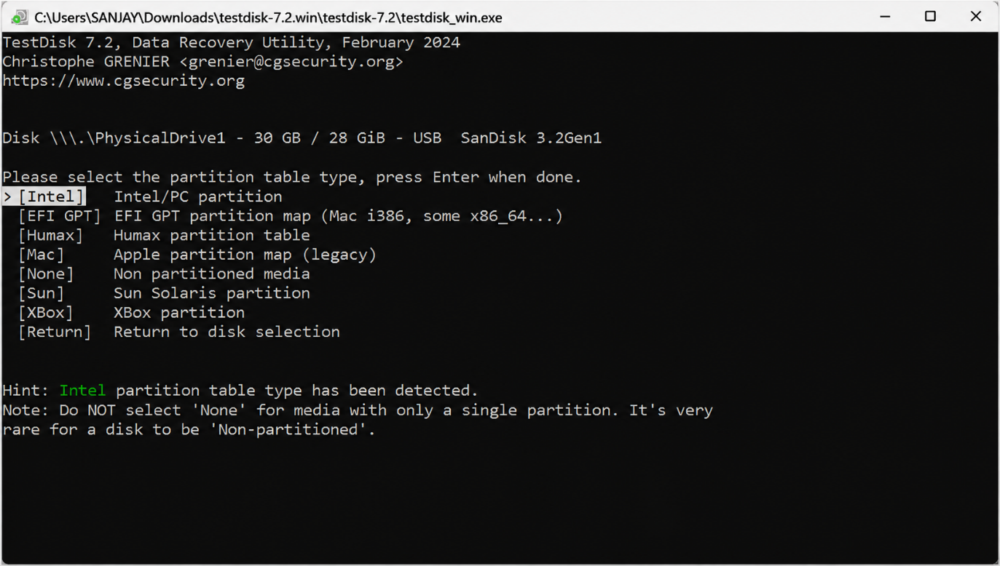 C:\Users\SANJAY\Downloads\testdisk-7.2.win\testdisk-7.2\testdisk_win.exe
TestDisk 7.2, Data Recovery Utility, February 2024
Christophe GRENIER <grenier@cgsecurity.org>
https://www.cgsecurity.org
Disk \\\.\PhysicalDrive1 - 30 GB / 28 GiB - USB  SanDisk 3.2Gen1
Please select the partition table type, press Enter when done.
> [Intel]   Intel/PC partition
[EFI GPT] EFI GPT partition map (Mac i386, some x86_64...)
[Humax]   Humax partition table
[Mac]     Apple partition map (legacy)
[None]    Non partitioned media
[Sun]     Sun Solaris partition
[XBox]    XBox partition
[Return]  Return to disk selection
Hint: Intel partition table type has been detected.
Note: Do NOT select 'None' for media with only a single partition. It's very
rare for a disk to be 'Non-partitioned'.